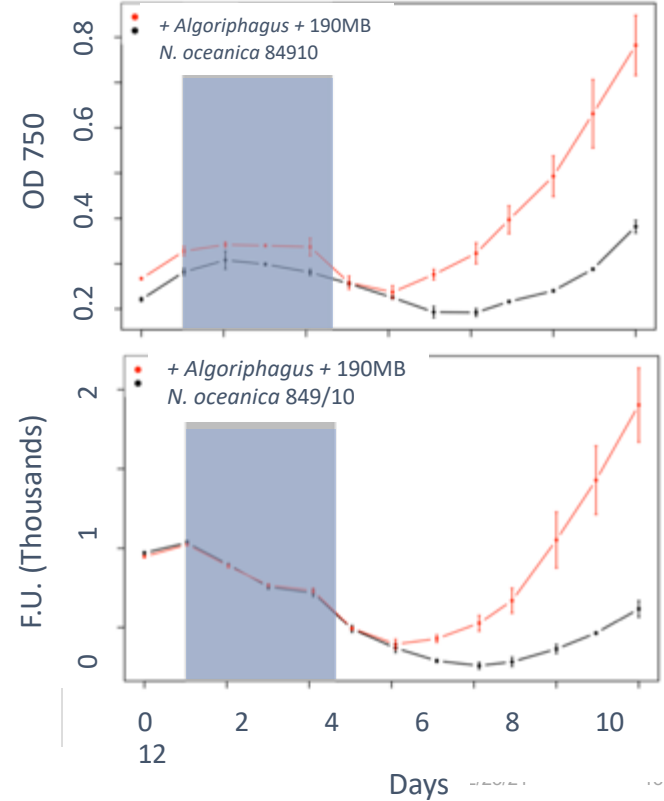 + Algoriphagus + 190MB
N. oceanica 84910
OD 750
0.8
0.6
0.4
0.2
+ Algoriphagus + 190MB
N. oceanica 849/10
F.U. (Thousands)
2
1
0
0 2 4 6 8 10
12
Days